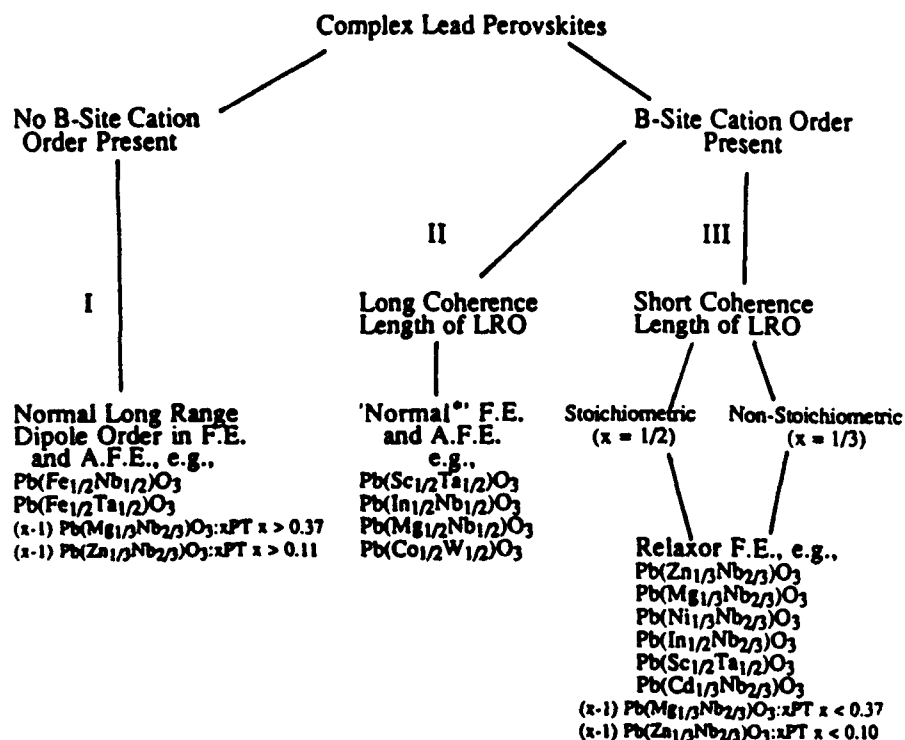 Complex Lead Perovskites
No B-Site Cation
Order Present
B-Site Cation Order
Present
I
II
III
Long Coherence
Length of LRO
Short Coherence
Length of LRO
Normal Long Range
Dipole Order in F.E.
and A.F.E., e.g.,
Pb(Fe1/2Nb1/2)O3
Pb(Fe1/2Ta1/2)O3
(x-1) Pb(Mg1/3Nb2/3)O3:xPT x > 0.37
(x-1) Pb(Zn1/3Nb2/3)O3:xPT x > 0.11
'Normal*' F.E.
and A.F.E.
e.g.,
Pb(Sc1/2Ta1/2)O3
Pb(In1/2Nb1/2)O3
Pb(Mg1/2Nb1/2)O3
Pb(Co1/2W1/2)O3
Stoichiometric
(x = 1/2)
Non-Stoichiometric
(x = 1/3)
Relaxor F.E., e.g.,
Pb(Zn1/3Nb2/3)O3
Pb(Mg1/3Nb2/3)O3
Pb(Ni1/3Nb2/3)O3
Pb(In1/2Nb2/3)O3
Pb(Sc1/2Ta1/2)O3
Pb(Cd1/3Nb2/3)O3
(x-1) Pb(Mg1/3Nb2/3)O3:xPT x < 0.37
(x-1) Pb(Zn1/3Nb2/3)O3:xPT x < 0.10